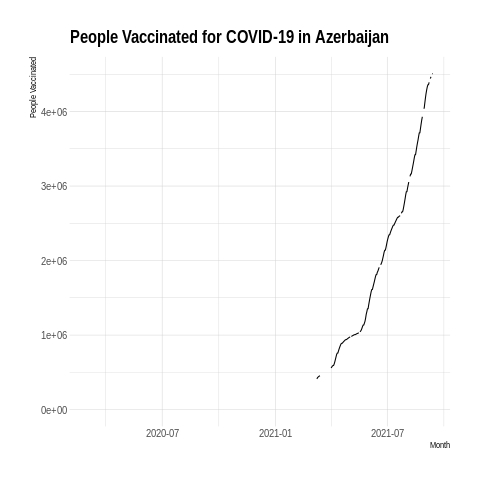 People Vaccinated for COVID-19 in Azerbaijan
People Vaccinated
4e+06
3e+06
2e+06
1e+06
0e+00
2020-07
2021-01
2021-07
Month